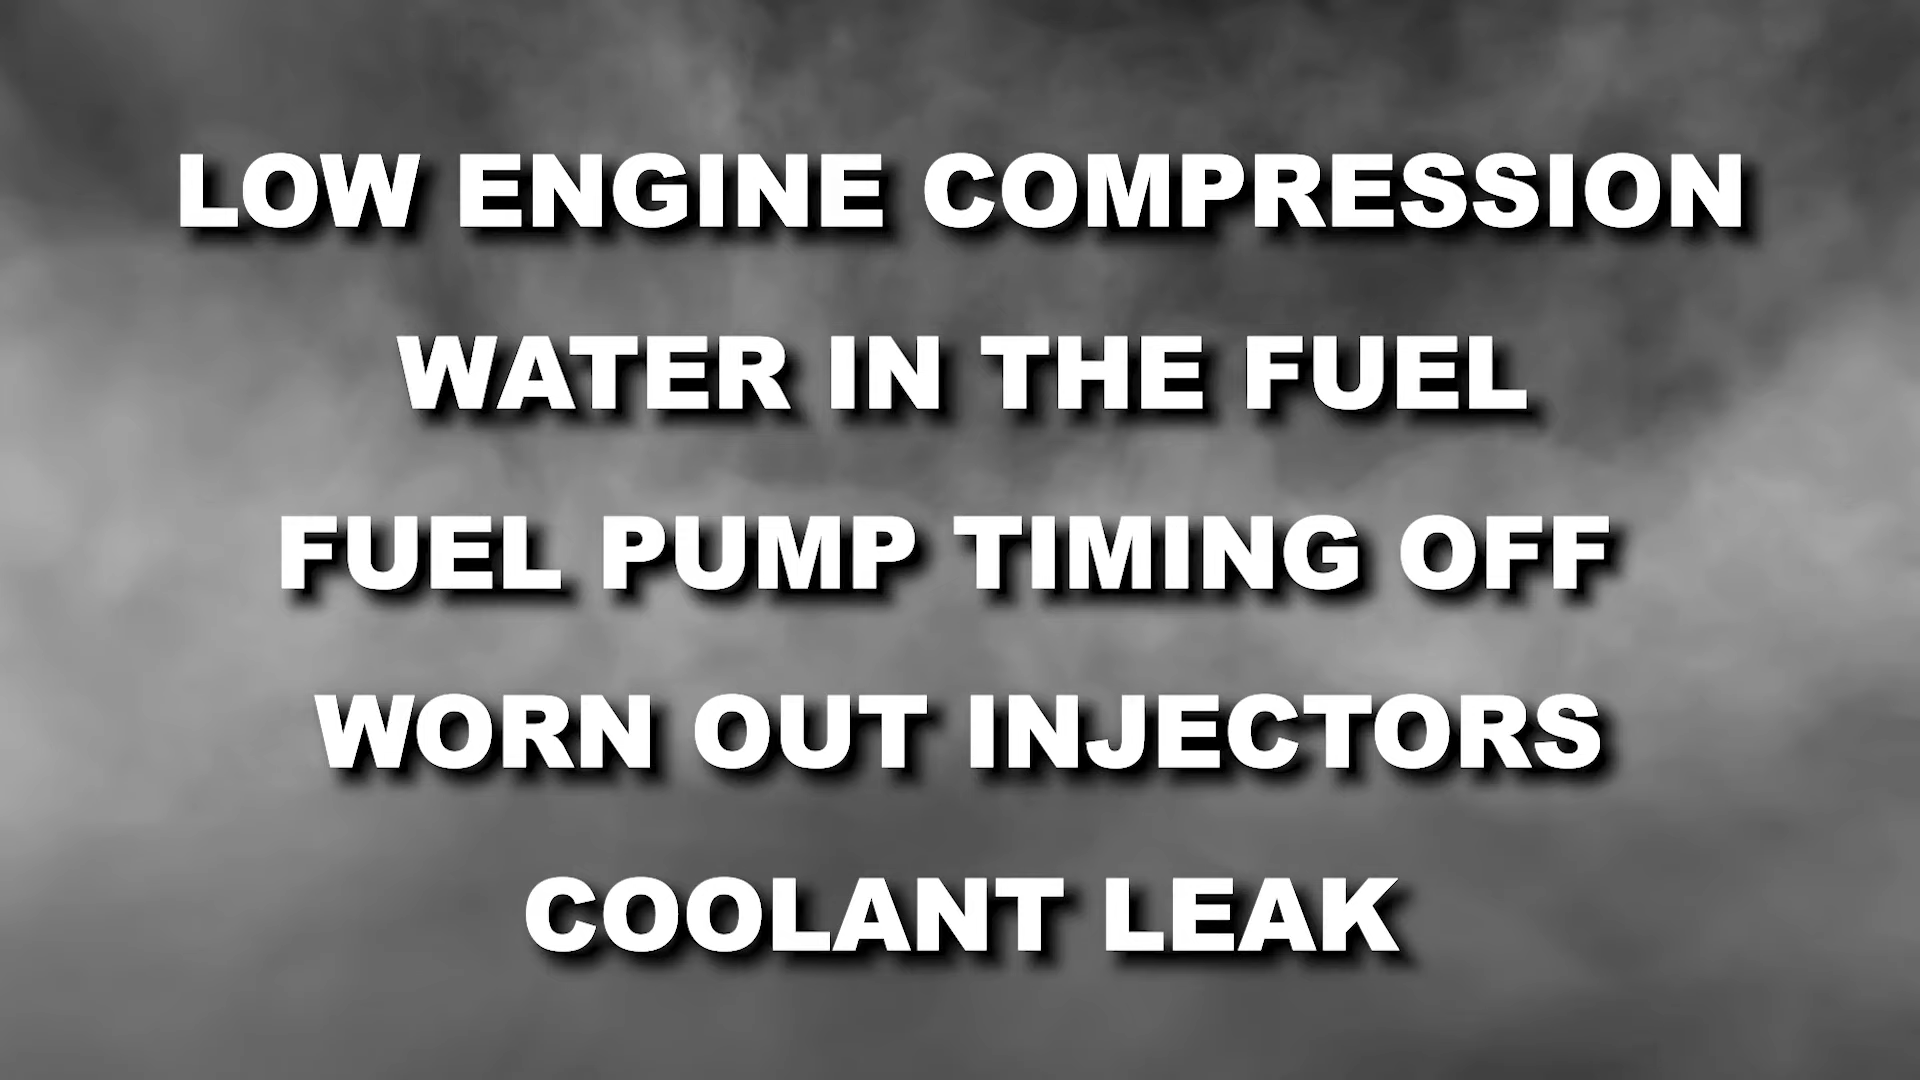 LOW ENGINE COMPRESSION
WATER IN THE FUEL
FUEL PUMP TIMING OFF
WORN OUT INJECTORS
COOLANT LEAK